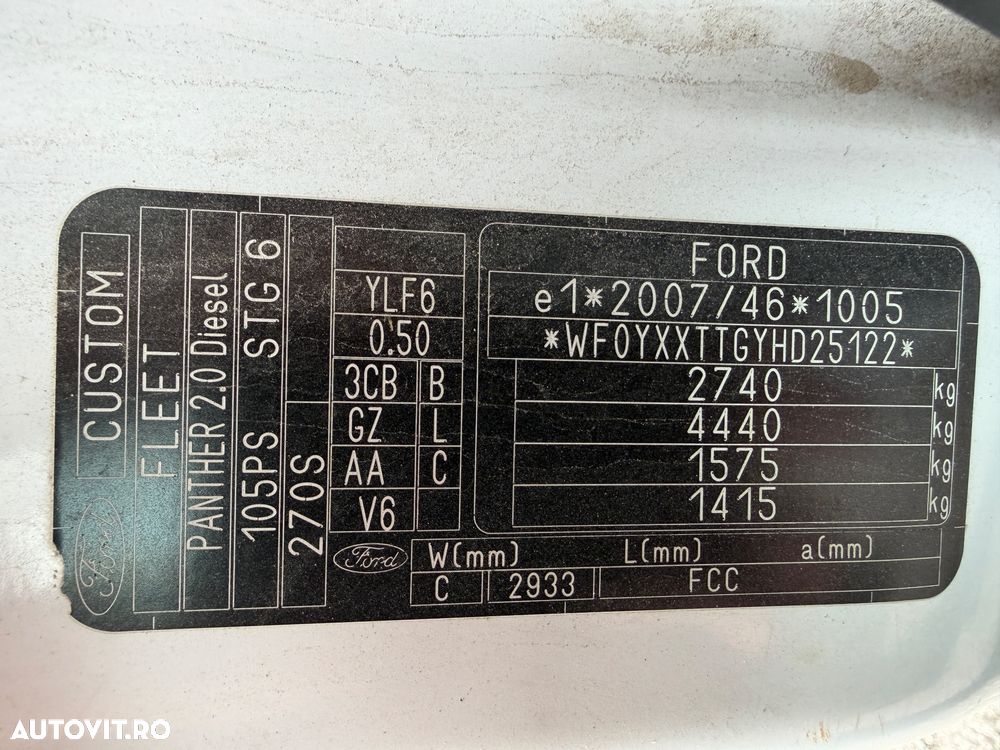 CUSTOM
FLEET
PANTHER 2.0 Diesel
105PS STG 6
270S
Ford
YLF6
0.50
3CB B
GZ L
AA C
V6
FORD
e1*2007/46*1005
*WF0YXXTTGYHD25122*
2740 kg
4440 kg
1575 kg
1415 kg
Ford
W(mm) L(mm) a(mm)
C 2933 FCC
AUTOVIT.RO